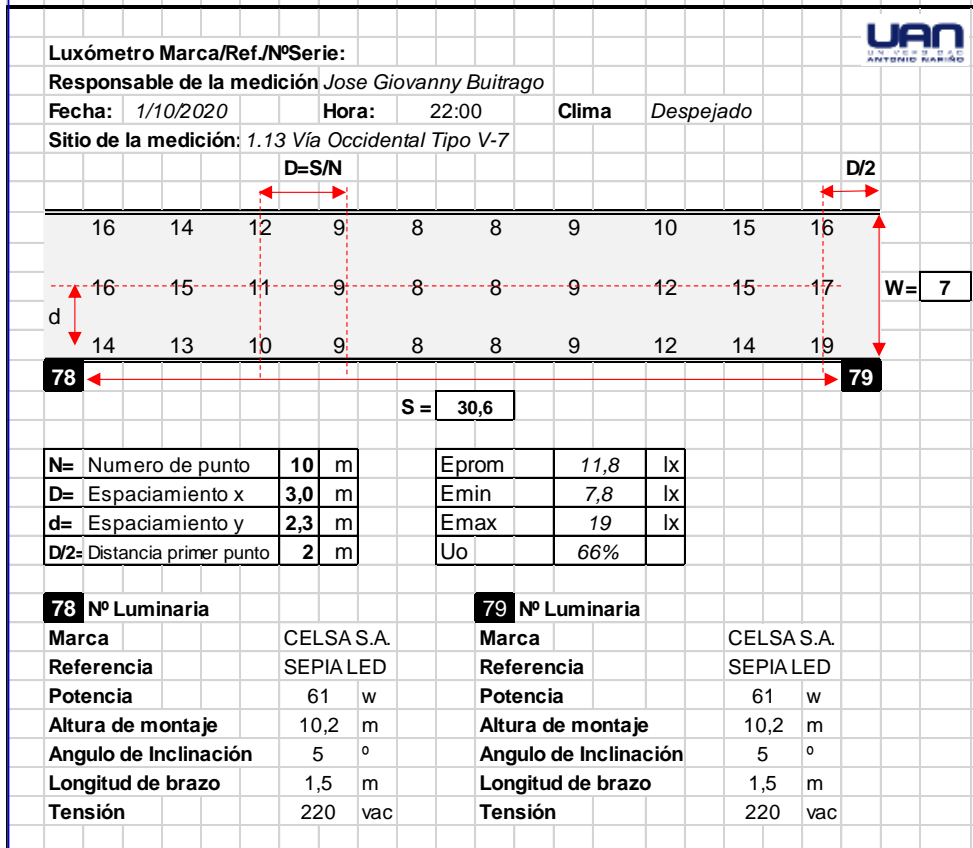 UAN
UNIVERSIDAD
ANTONIO NARIÑO
Luxómetro Marca/Ref./NºSerie:
Responsable de la medición Jose Giovanny Buitrago
Fecha: 1/10/2020 Hora: 22:00 Clima Despejado
Sitio de la medición: 1.13 Vía Occidental Tipo V-7
D=S/N D/2
16 14 12 9 8 8 9 10 15 16
16 15 11 9 8 8 9 12 15 17 W= 7
d
14 13 10 9 8 8 9 12 14 19
78 79
S = 30,6
N= Numero de punto 10 m Eprom 11,8 lx
D= Espaciamiento x 3,0 m Emin 7,8 lx
d= Espaciamiento y 2,3 m Emax 19 lx
D/2= Distancia primer punto 2 m Uo 66%
78 Nº Luminaria 79 Nº Luminaria
Marca CELSA S.A. Marca CELSA S.A.
Referencia SEPIA LED Referencia SEPIA LED
Potencia 61 w Potencia 61 w
Altura de montaje 10,2 m Altura de montaje 10,2 m
Angulo de Inclinación 5 º Angulo de Inclinación 5 º
Longitud de brazo 1,5 m Longitud de brazo 1,5 m
Tensión 220 vac Tensión 220 vac